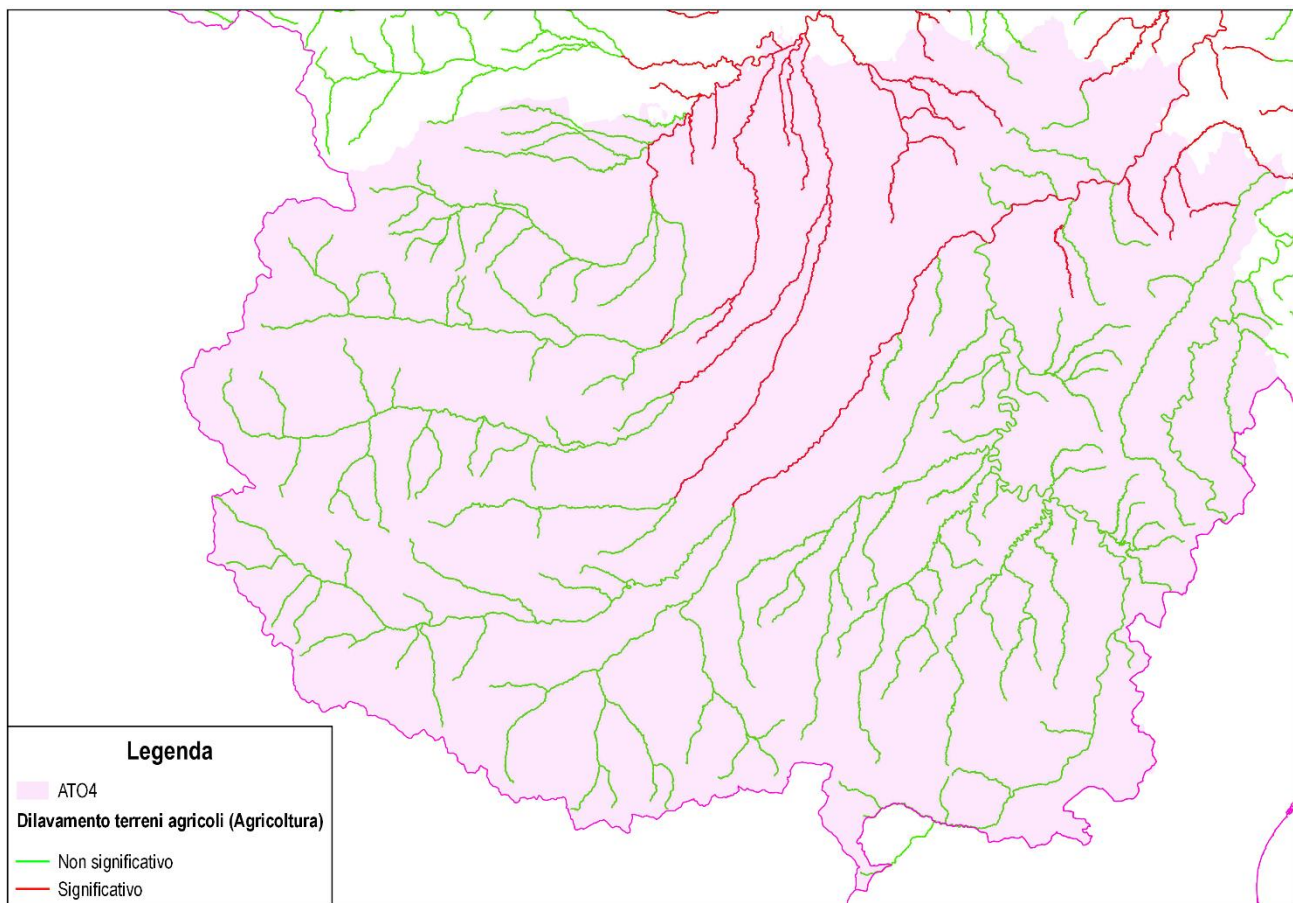 Legenda
ATO4
Dilavamento terreni agricoli (Agricoltura)
Non significativo
Significativo